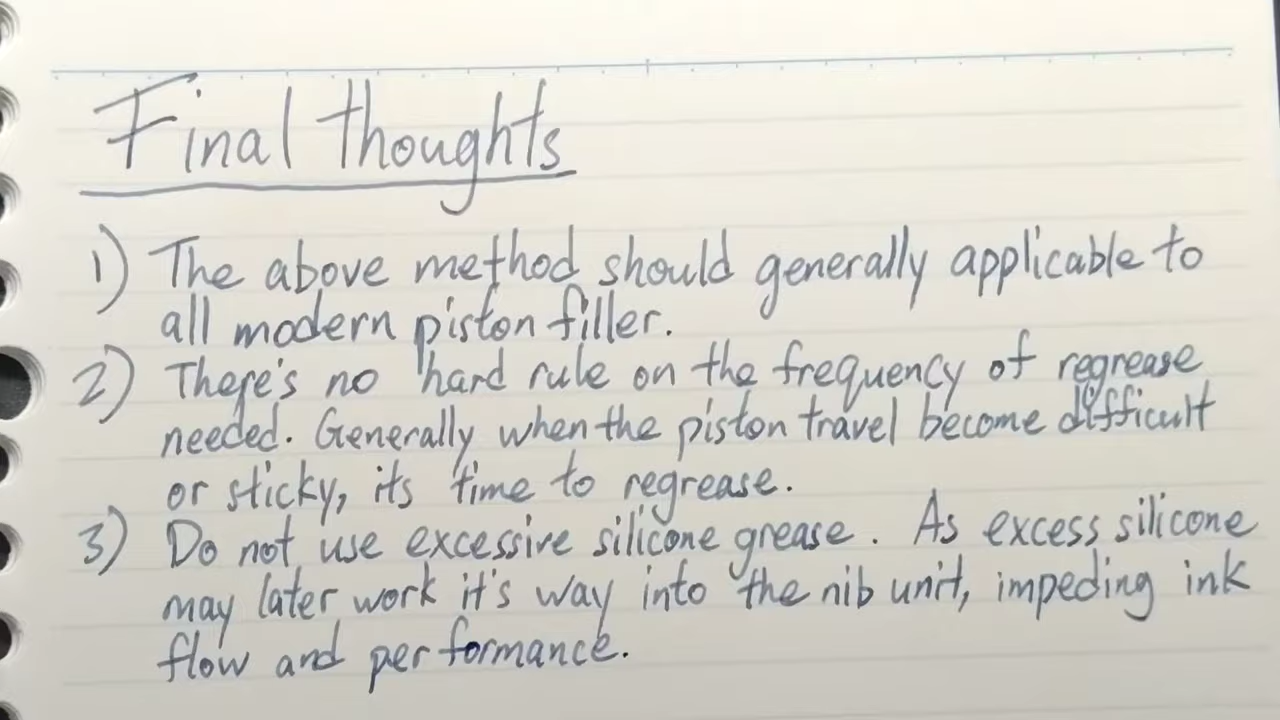 Final thoughts
1) The above method should generally applicable to
all modern piston filler.
2) There's no hard rule on the frequency of regrease
needed. Generally when the piston travel become difficult
or sticky, its time to regrease.
3) Do not use excessive silicone grease. As excess silicone
may later work it's way into the nib unit, impeding ink
flow and performance.